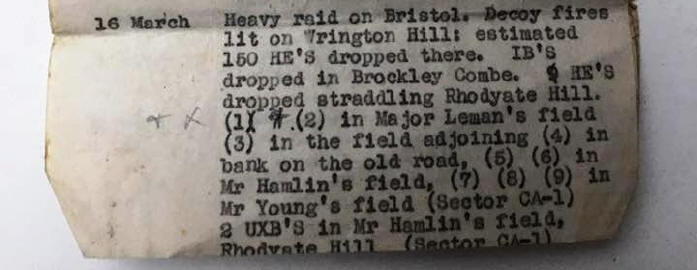 16 March Heavy raid on Bristol. Decoy fires
lit on Wrington Hill: estimated
150 HE'S dropped there. IB'S
dropped in Brockley Combe. 9 HE'S
dropped straddling Rhodyate Hill.
(1) (2) in Major Leman's field
(3) in the field adjoining (4) in
bank on the old road, (5) (6) in
Mr Hamlin's field, (7) (8) (9) in
Mr Young's field (Sector CA-1)
2 UXB'S in Mr Hamlin's field,
Rhodyate Hill (Sector CA-1)